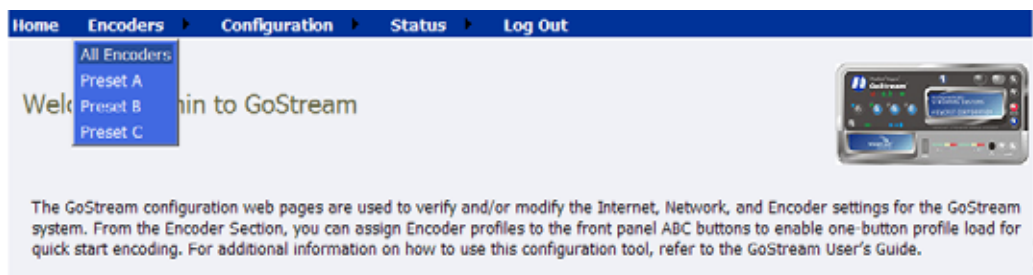 Home Encoders Configuration Status Log Out
All Encoders
Preset A
Preset B
Preset C
Wel in to GoStream
GoStream
The GoStream configuration web pages are used to verify and/or modify the Internet, Network, and Encoder settings for the GoStream
system. From the Encoder Section, you can assign Encoder profiles to the front panel ABC buttons to enable one-button profile load for
quick start encoding. For additional information on how to use this configuration tool, refer to the GoStream User's Guide.